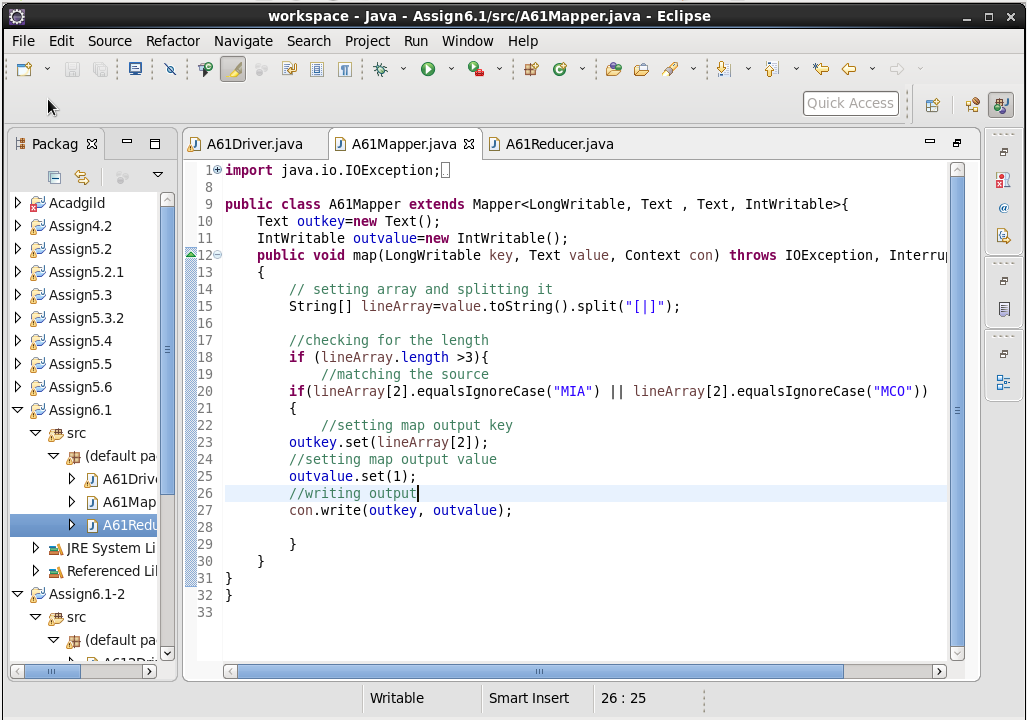 workspace - Java - Assign6.1/src/A61Mapper.java - Eclipse
File Edit Source Refactor Navigate Search Project Run Window Help
Quick Access
Packag
A61Driver.java A61Mapper.java A61Reducer.java
Acadgild
Assign4.2
Assign5.2
Assign5.2.1
Assign5.3
Assign5.3.2
Assign5.4
Assign5.5
Assign5.6
Assign6.1
src
(default pa
A61Drive
A61Map
A61Redu
JRE System Li
Referenced Lil
Assign6.1-2
src
(default pa
1 import java.io.IOException;
8
9 public class A61Mapper extends Mapper<LongWritable, Text , Text, IntWritable>{
10 Text outkey=new Text();
11 IntWritable outvalue=new IntWritable();
12 public void map(LongWritable key, Text value, Context con) throws IOException, Interrup
13 {
14 // setting array and splitting it
15 String[] lineArray=value.toString().split("[|]");
16
17 //checking for the length
18 if (lineArray.length >3){
19 //matching the source
20 if(lineArray[2].equalsIgnoreCase("MIA") || lineArray[2].equalsIgnoreCase("MCO"))
21 {
22 //setting map output key
23 outkey.set(lineArray[2]);
24 //setting map output value
25 outvalue.set(1);
26 //writing output
27 con.write(outkey, outvalue);
28
29 }
30 }
31 }
32 }
33
Writable Smart Insert 26 : 25